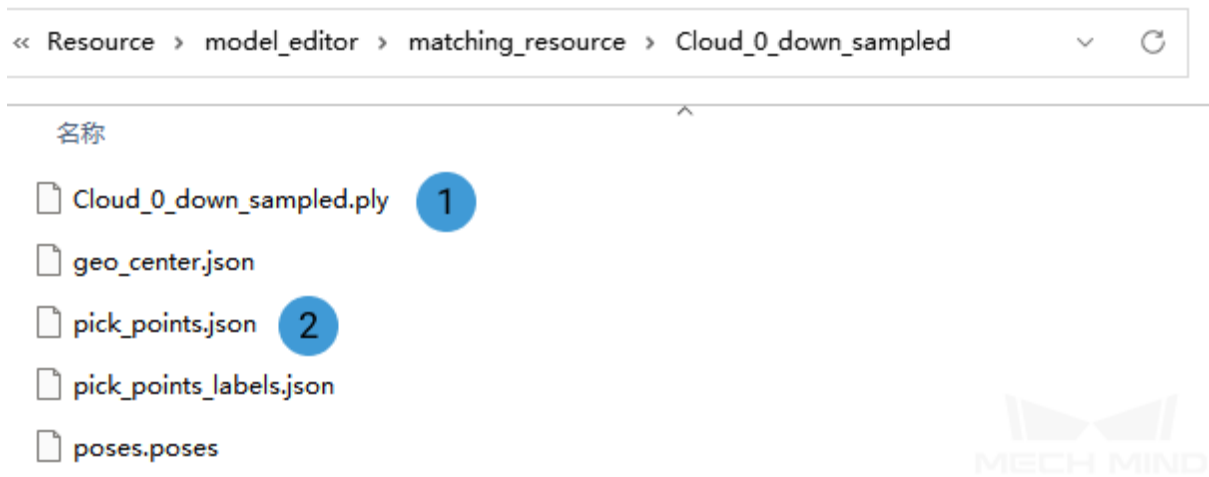 « Resource > model_editor > matching_resource > Cloud_0_down_sampled
名称
Cloud_0_down_sampled.ply 1
geo_center.json
pick_points.json 2
pick_points_labels.json
poses.poses
MECH MIND